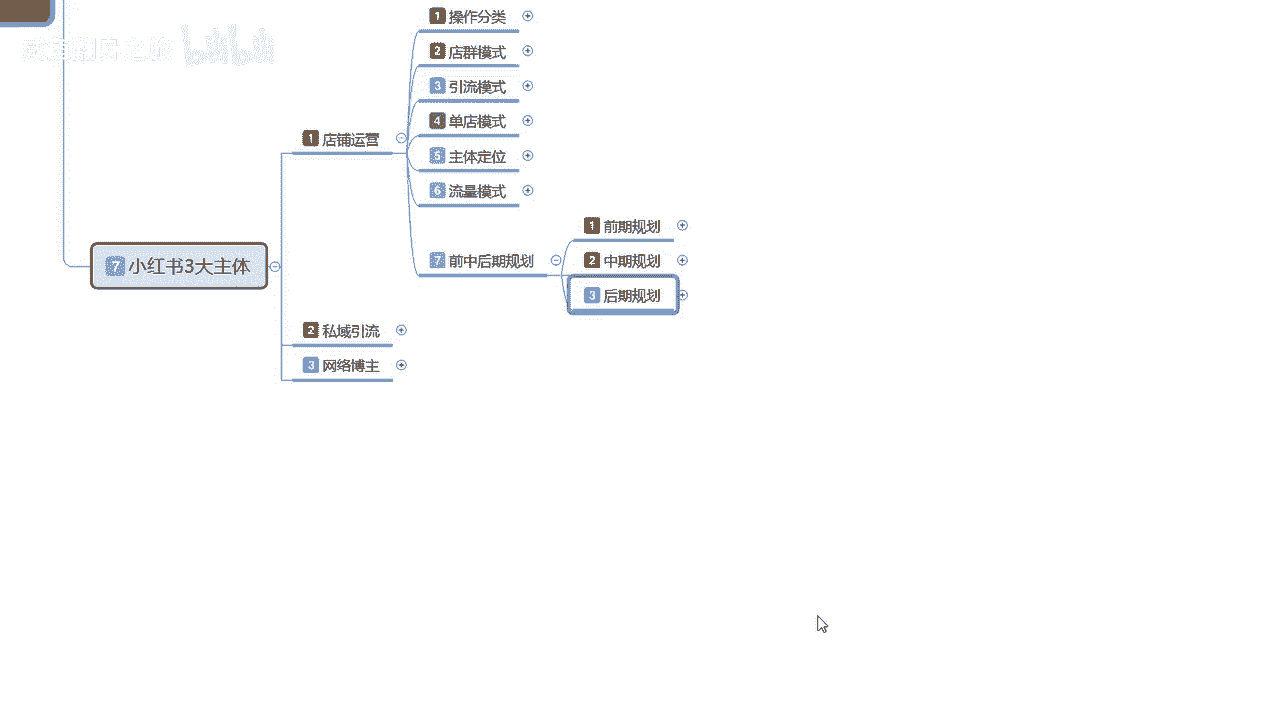 1 操作分类
2 店群模式
3 引流模式
4 单店模式
5 主体定位
6 流量模式
7 前中后期规划
1 前期规划
2 中期规划
3 后期规划
1 店铺运营
7 小红书3大主体
2 私域引流
3 网络博主
bilibili